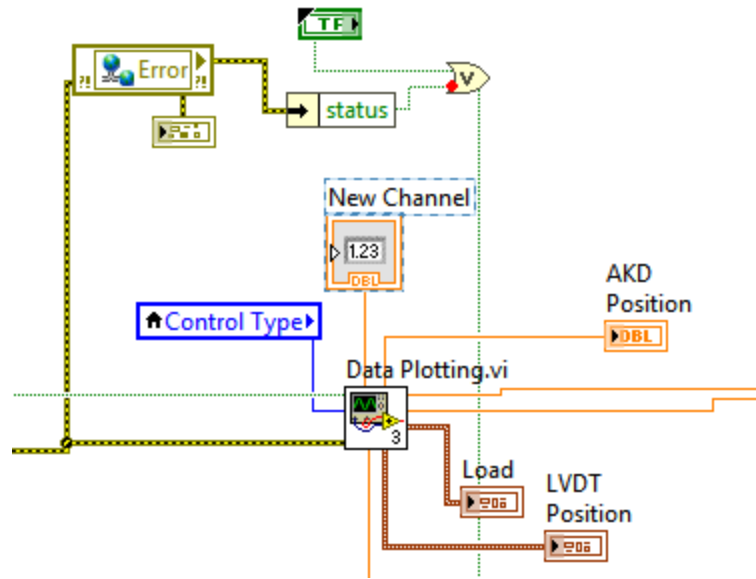 TF
?!
Error
?!
status
V
New Channel
1.23
DBL
Control Type
AKD
Position
DBL
Data Plotting.vi
3
Load
LVDT
Position